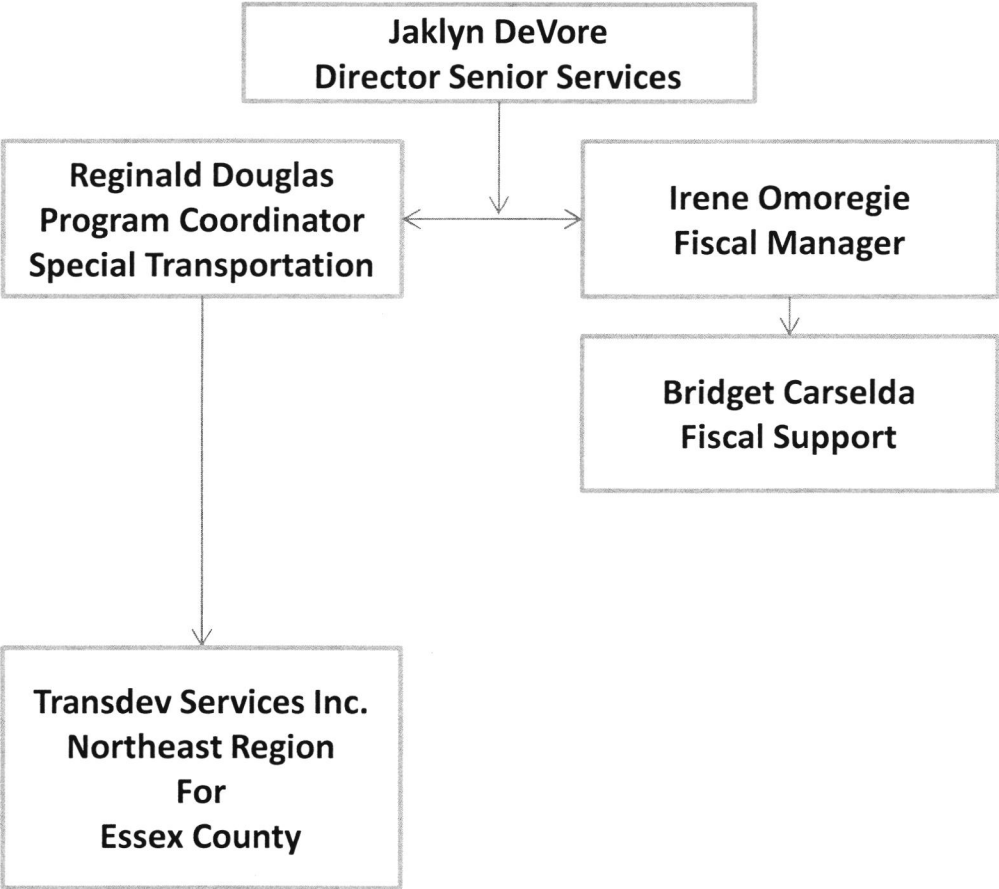 Jaklyn DeVore
Director Senior Services
Reginald Douglas
Program Coordinator
Special Transportation
Irene Omoregie
Fiscal Manager
Bridget Carselda
Fiscal Support
Transdev Services Inc.
Northeast Region
For
Essex County